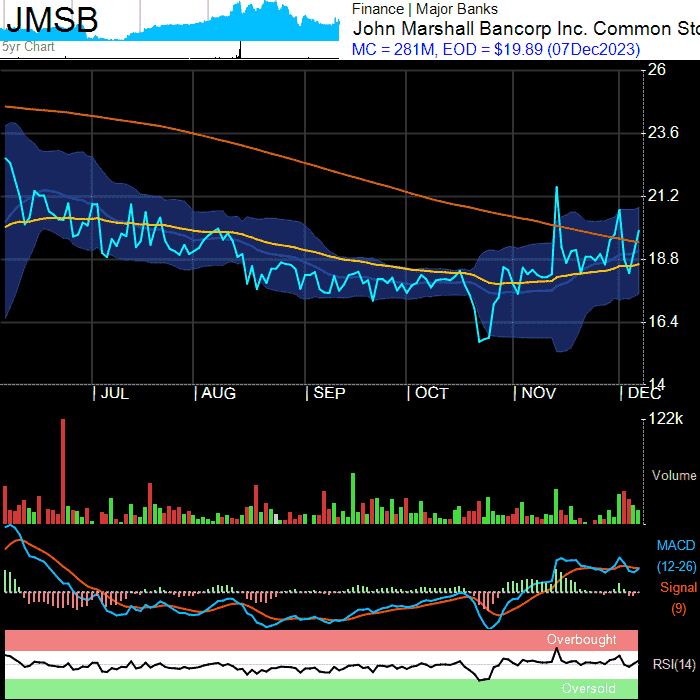 JMSB
5yr Chart
Finance | Major Banks
John Marshall Bancorp Inc. Common Sto
MC = 281M, EOD = $19.89 (07Dec2023)
26
23.6
21.2
18.8
16.4
14
JUL AUG SEP OCT NOV DEC
122k
Volume
MACD
(12-26)
Signal
(9)
Overbought
RSI(14)
Oversold